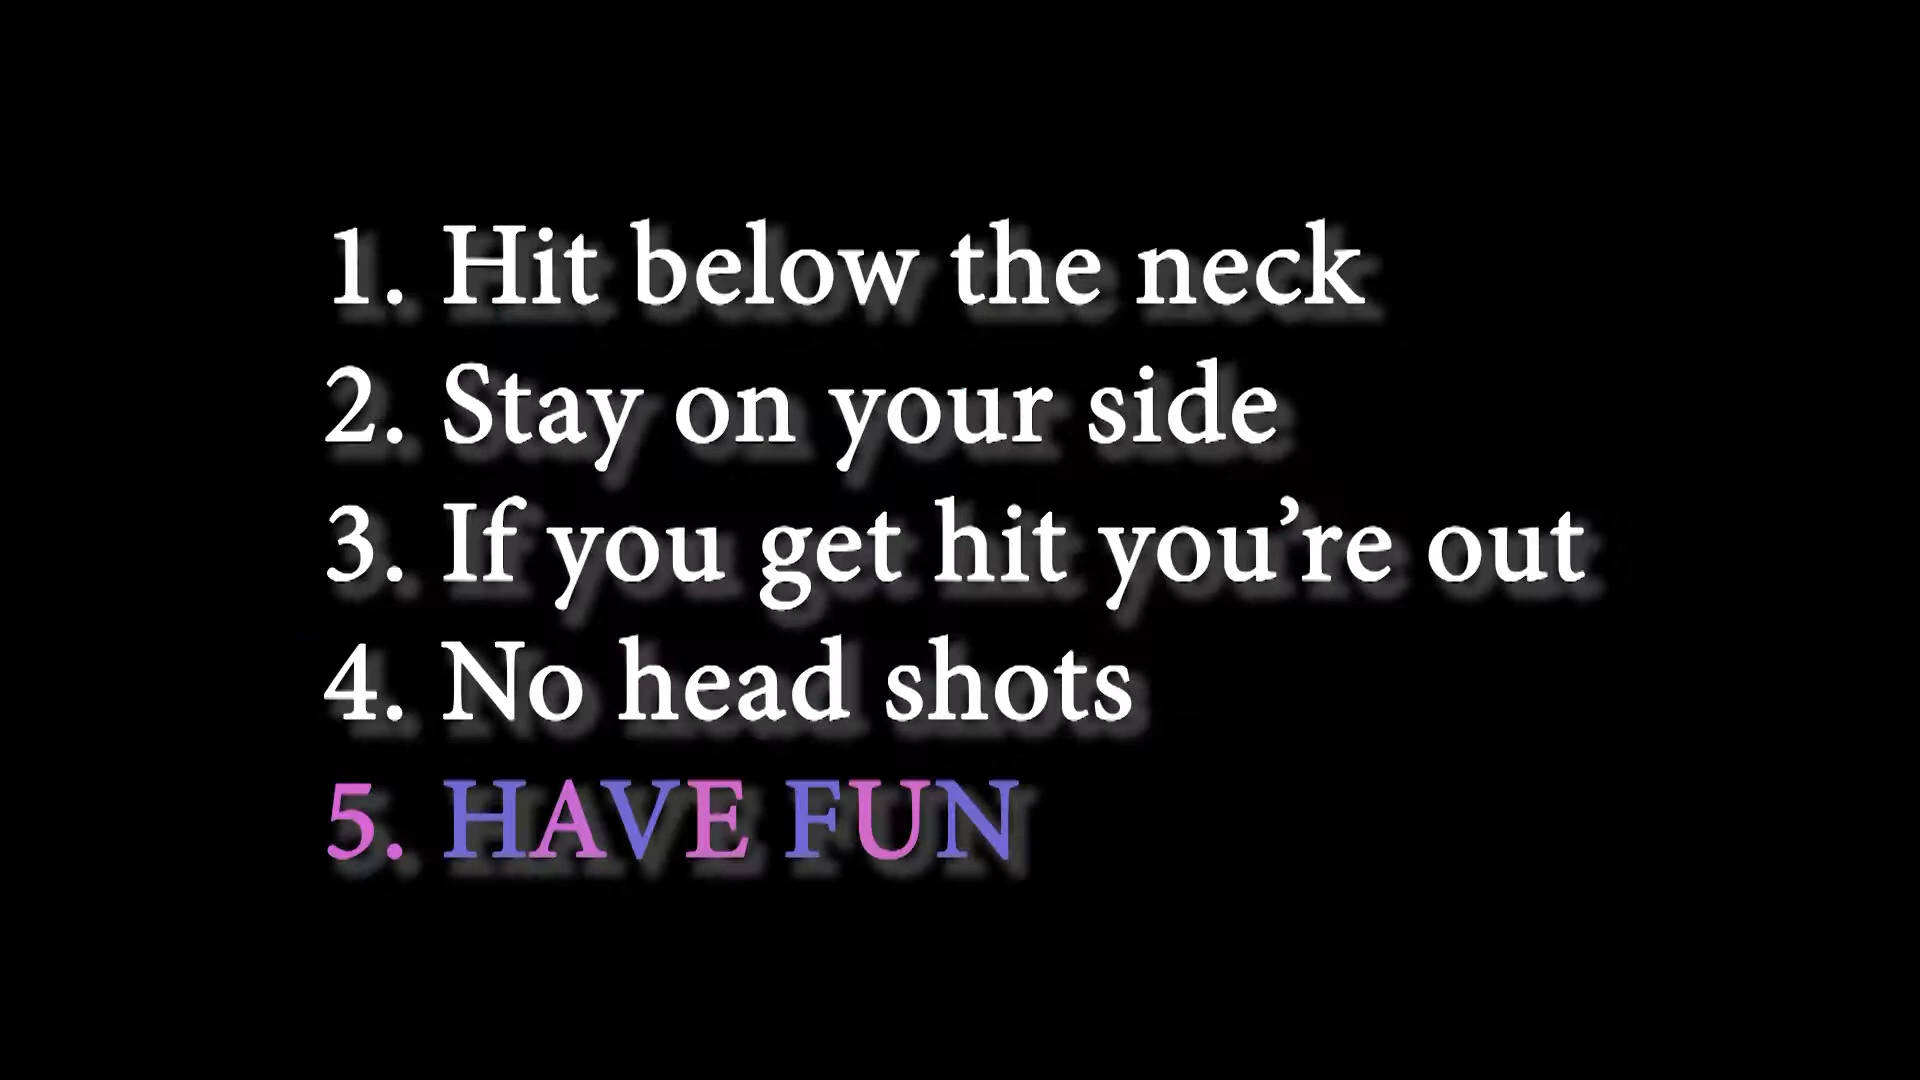 1. Hit below the neck
2. Stay on your side
3. If you get hit you’re out
4. No head shots
5. HAVE FUN